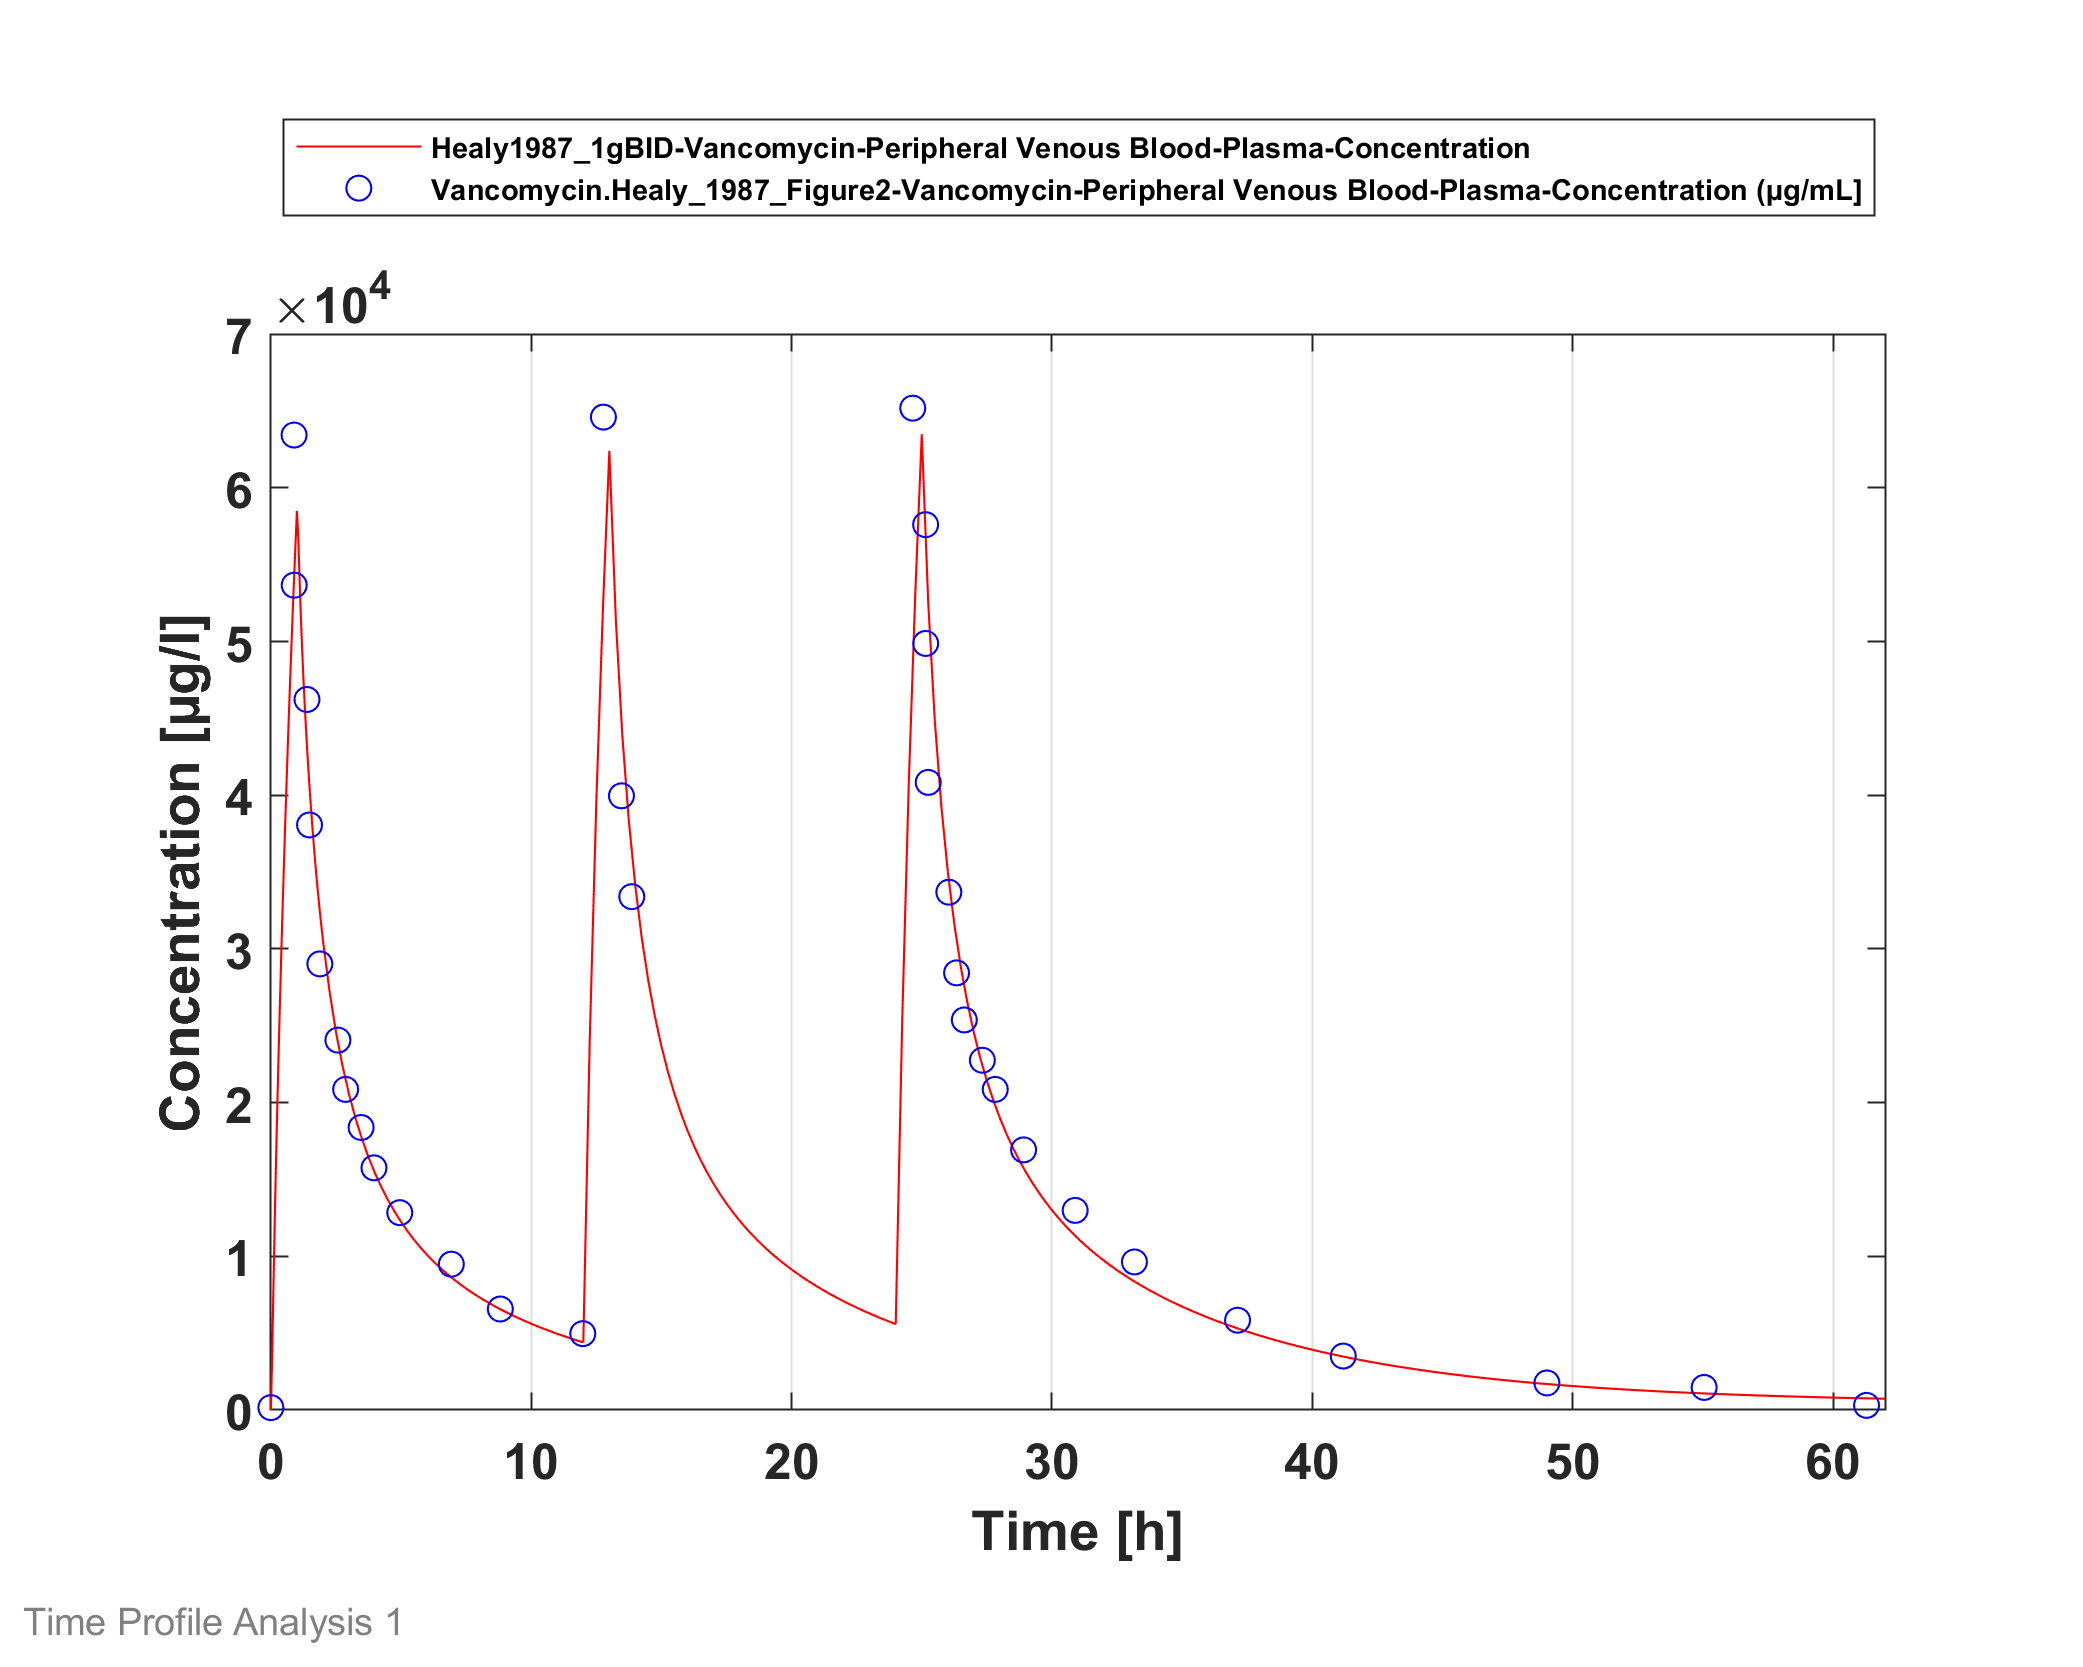 Healy1987_1gBID-Vancomycin-Peripheral Venous Blood-Plasma-Concentration
Vancomycin.Healy_1987_Figure2-Vancomycin-Peripheral Venous Blood-Plasma-Concentration (µg/mL]
×10^4
7
6
5
4
3
2
1
0
Concentration [µg/l]
0 10 20 30 40 50 60
Time [h]
Time Profile Analysis 1